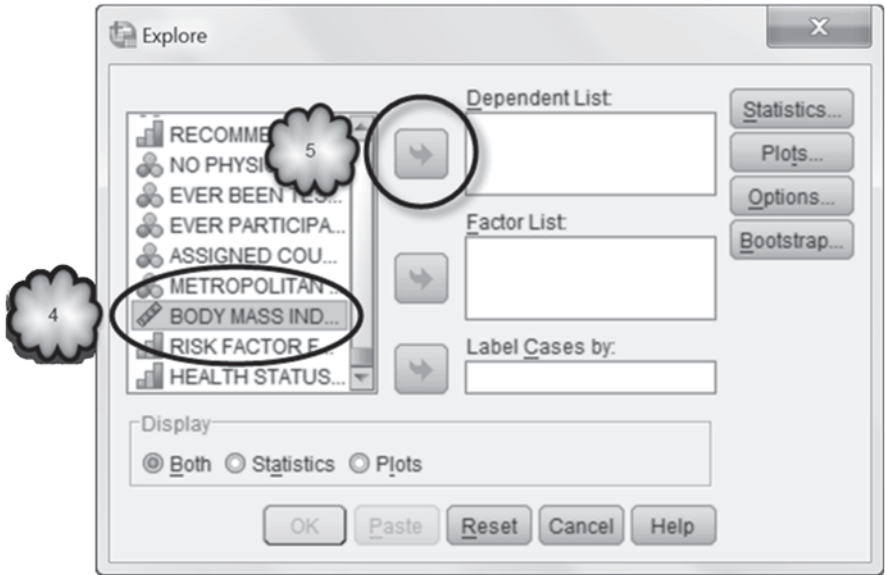 Explore
x
RECOMME
NO PHYSI
EVER BEEN TES...
EVER PARTICIPA...
ASSIGNED COU...
METROPOLITAN ...
BODY MASS IND...
RISK FACTOR F...
HEALTH STATUS...
5
4
Dependent List:
Factor List:
Label Cases by:
Statistics...
Plots...
Options...
Bootstrap...
Display
Both Statistics Plots
OK Paste Reset Cancel Help